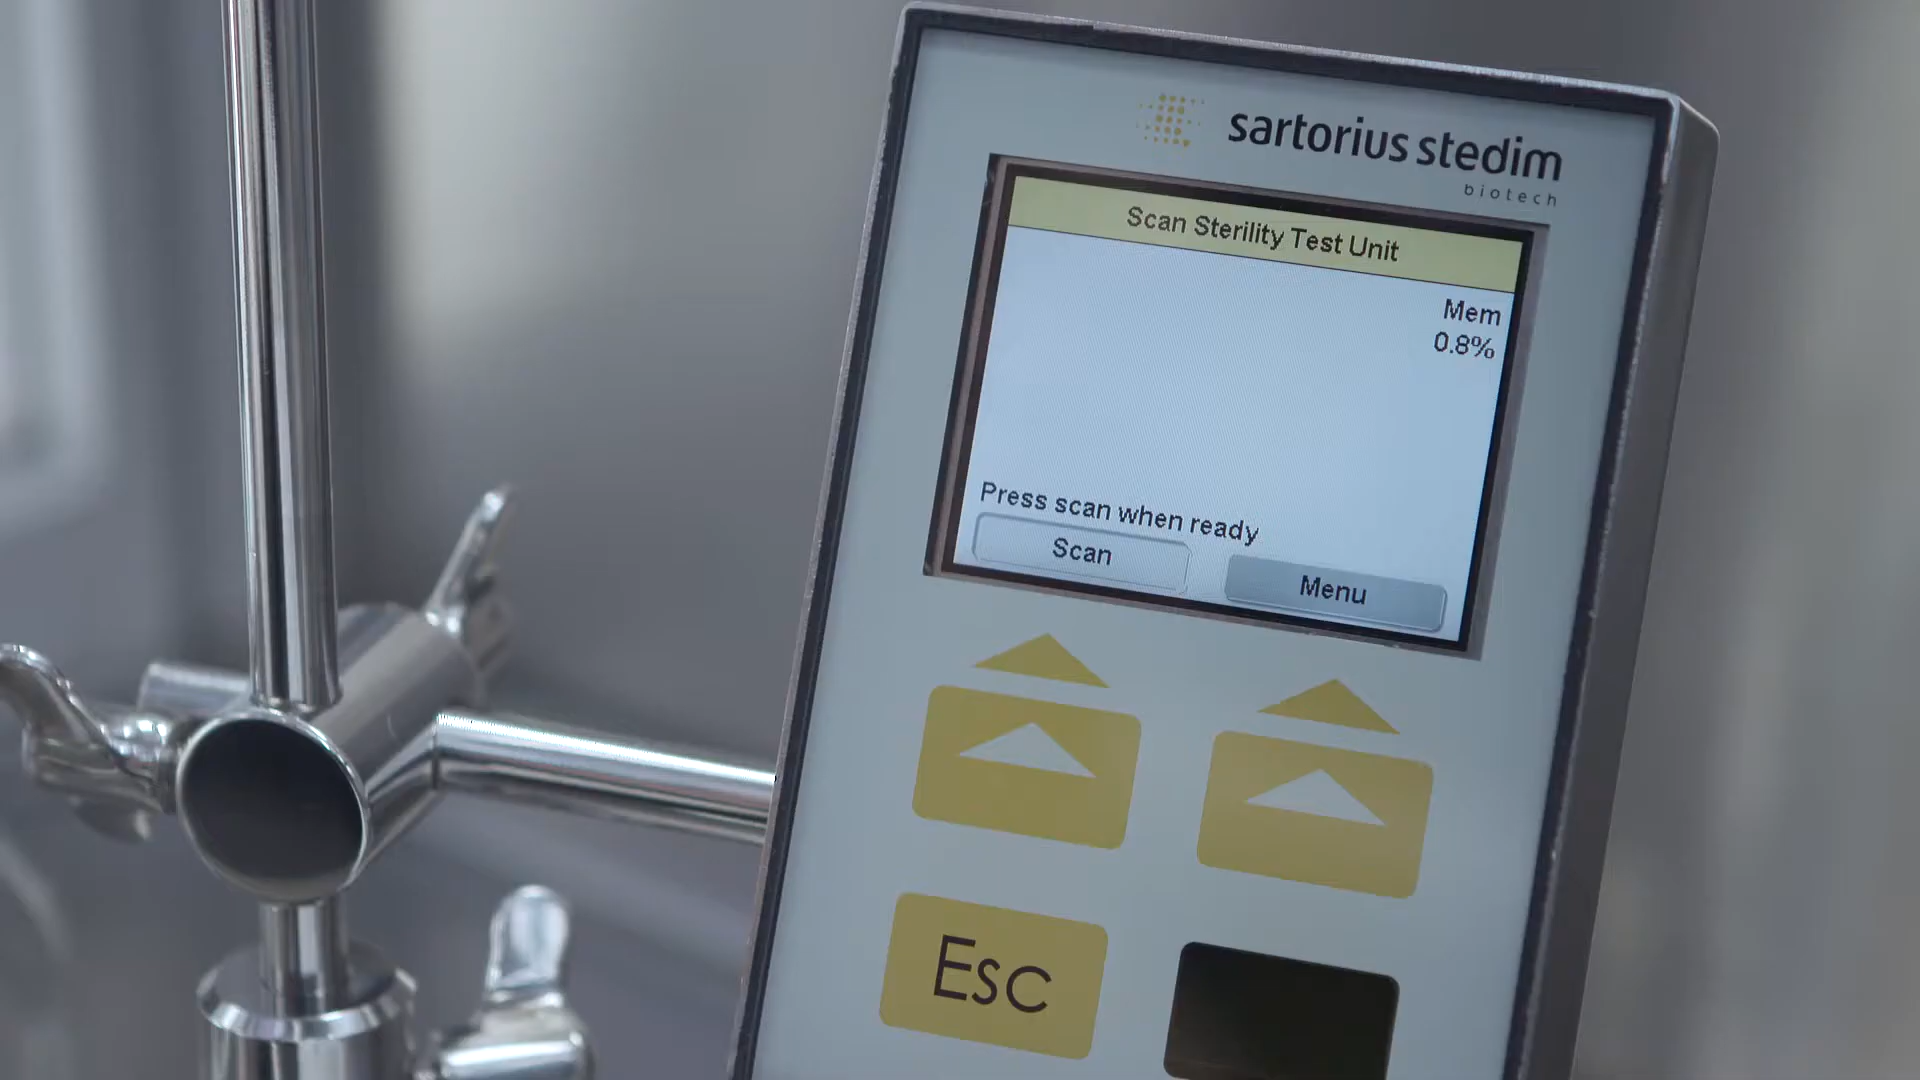 sartorius stedim
biotech
Scan Sterility Test Unit
Mem
0.8%
Press scan when ready
Scan
Menu
Esc